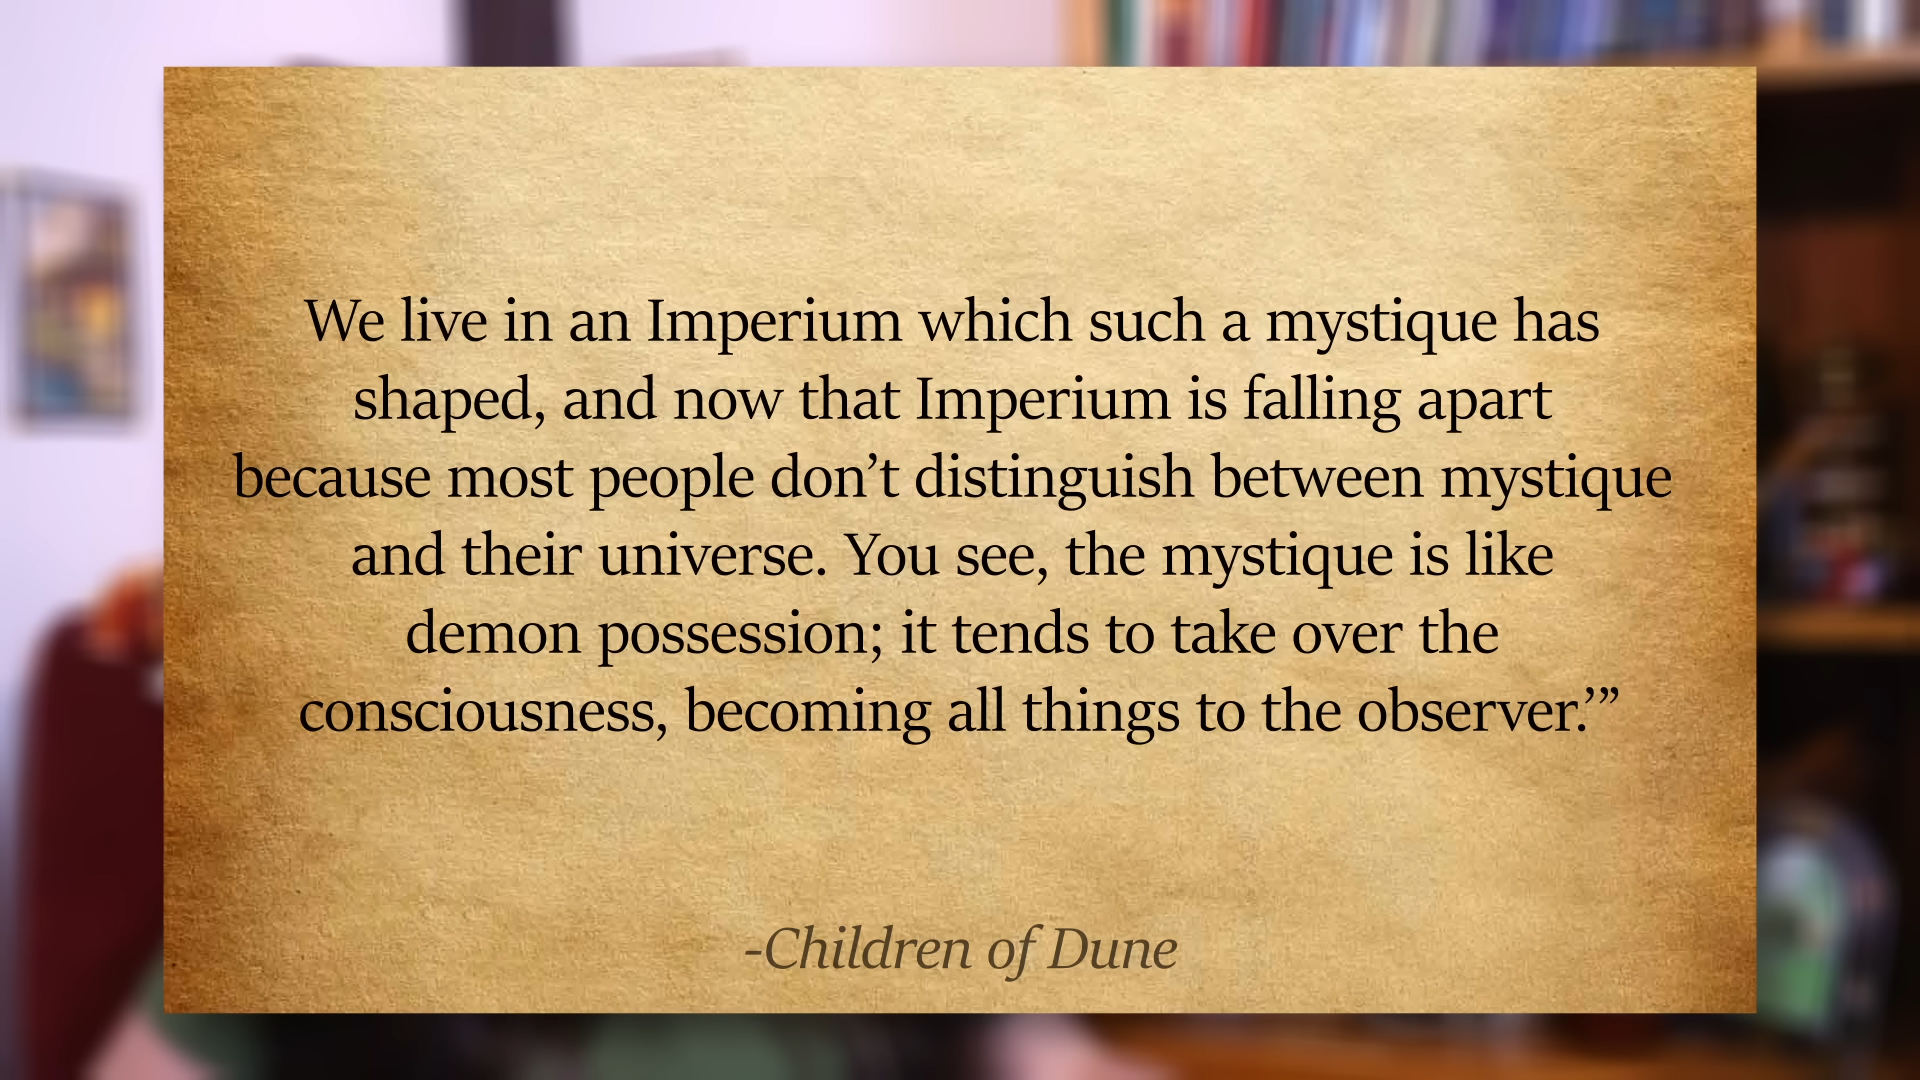 We live in an Imperium which such a mystique has
shaped, and now that Imperium is falling apart
because most people don’t distinguish between mystique
and their universe. You see, the mystique is like
demon possession; it tends to take over the
consciousness, becoming all things to the observer.’”
-Children of Dune